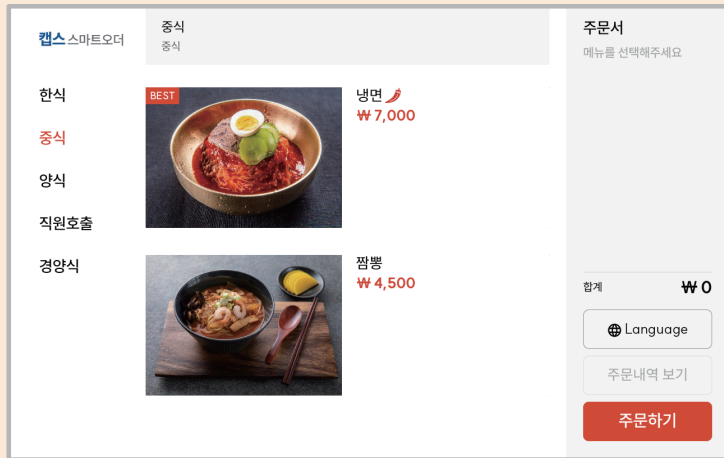 캡스 스마트오더
한식
중식
양식
직원호출
경양식
중식
중식
BEST
냉면
₩ 7,000
짬뽕
₩ 4,500
주문서
메뉴를 선택해주세요
합계 ₩ 0
Language
주문내역 보기
주문하기